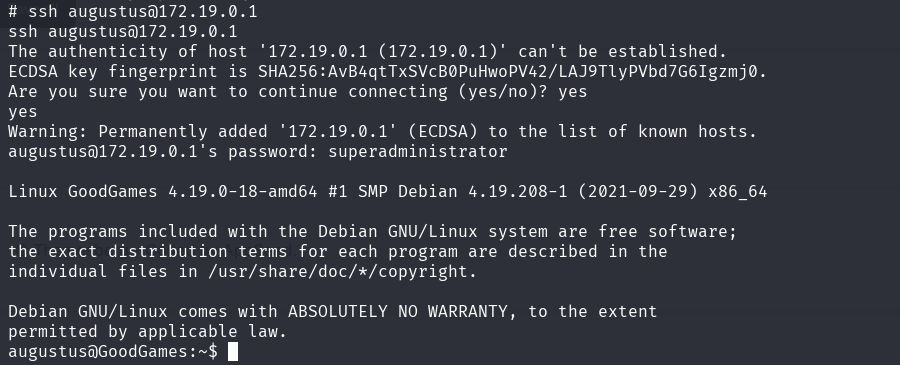 # ssh augustus@172.19.0.1
ssh augustus@172.19.0.1
The authenticity of host '172.19.0.1 (172.19.0.1)' can't be established.
ECDSA key fingerprint is SHA256:AvB4qtTxSVcB0PuHwoPV42/LAJ9TlyPVbd7G6Igzmj0.
Are you sure you want to continue connecting (yes/no)? yes
yes
Warning: Permanently added '172.19.0.1' (ECDSA) to the list of known hosts.
augustus@172.19.0.1's password: superadministrator
Linux GoodGames 4.19.0-18-amd64 #1 SMP Debian 4.19.208-1 (2021-09-29) x86_64
The programs included with the Debian GNU/Linux system are free software;
the exact distribution terms for each program are described in the
individual files in /usr/share/doc/*/copyright.
Debian GNU/Linux comes with ABSOLUTELY NO WARRANTY, to the extent
permitted by applicable law.
augustus@GoodGames:~$